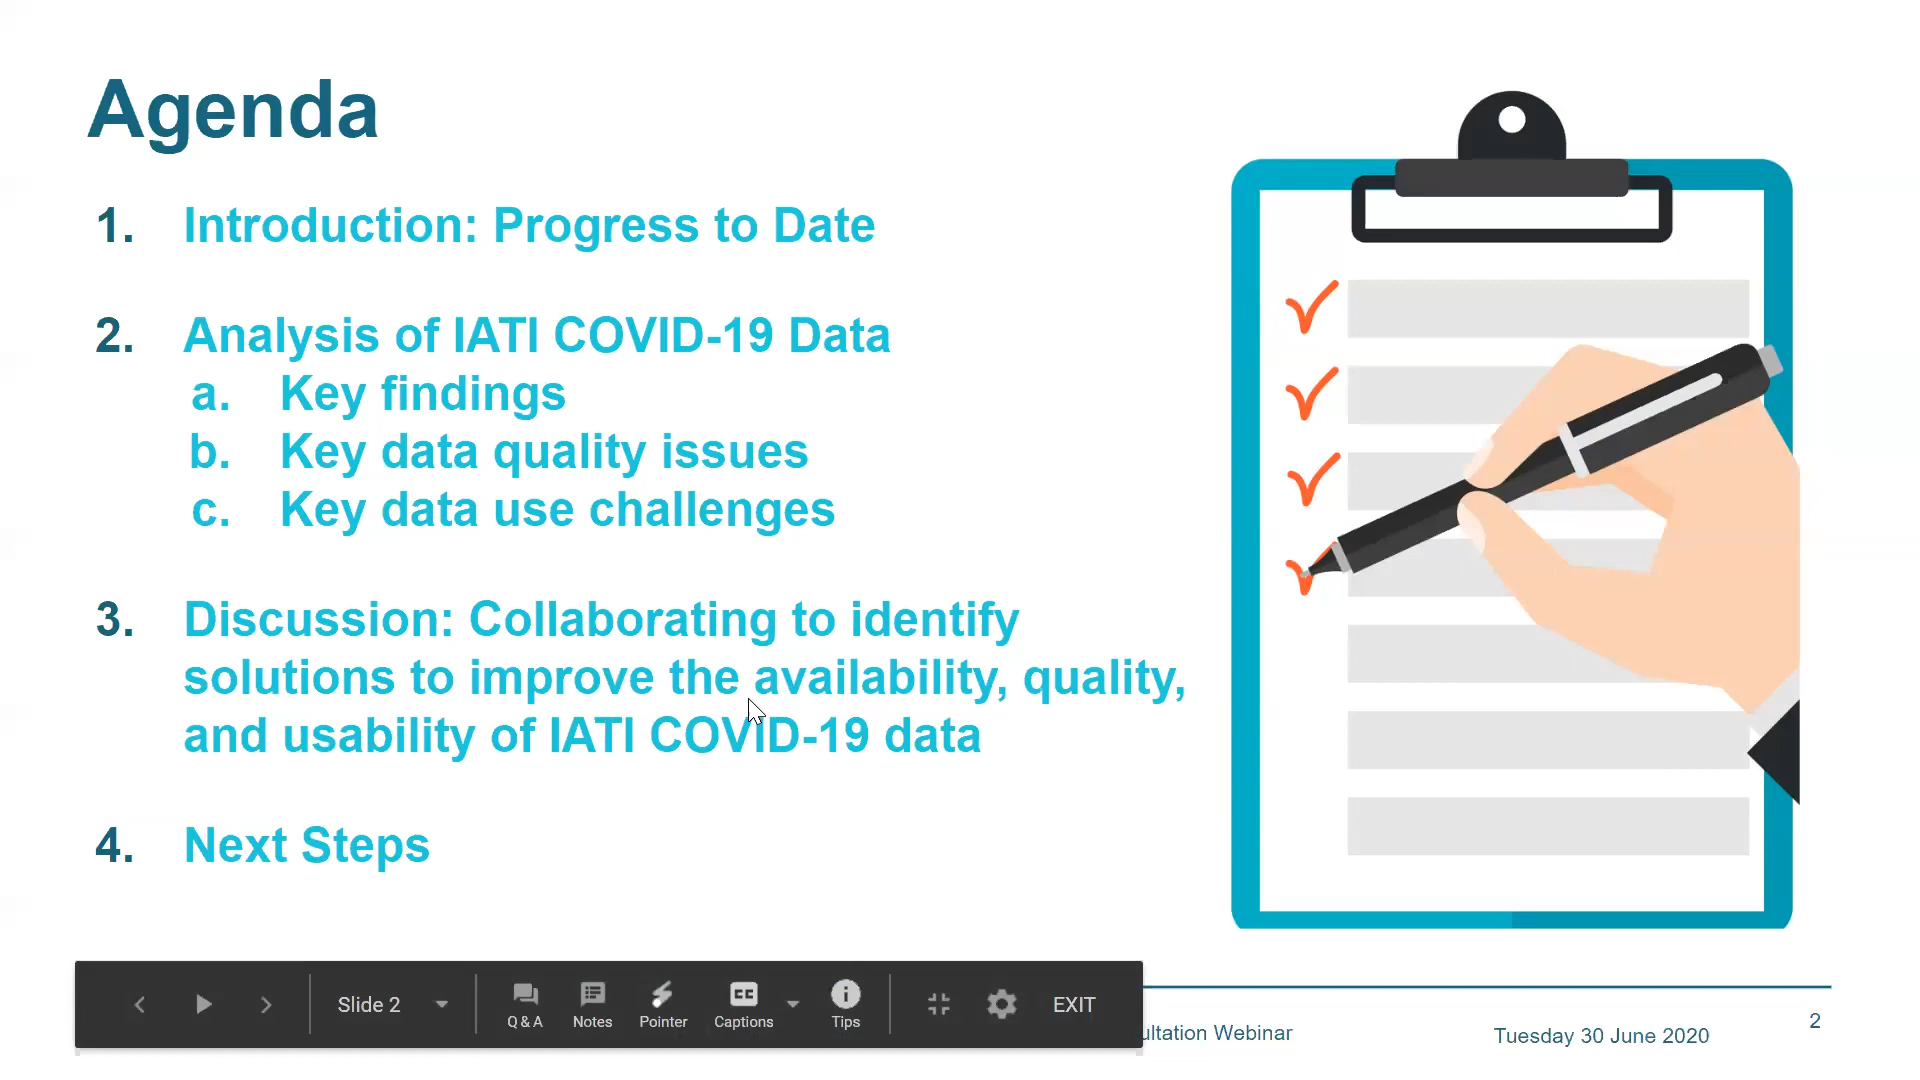 Agenda
1. Introduction: Progress to Date
2. Analysis of IATI COVID-19 Data
a. Key findings
b. Key data quality issues
c. Key data use challenges
3. Discussion: Collaborating to identify
solutions to improve the availability, quality,
and usability of IATI COVID-19 data
4. Next Steps
Slide 2
Q & A
Notes
Pointer
CC
Captions
Tips
EXIT
Webinar
Tuesday 30 June 2020
2